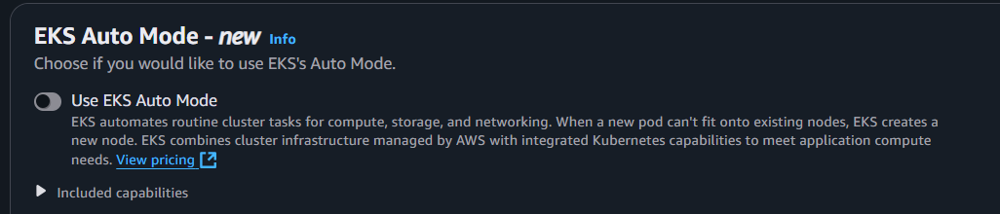 EKS Auto Mode - new Info
Choose if you would like to use EKS's Auto Mode.
Use EKS Auto Mode
EKS automates routine cluster tasks for compute, storage, and networking. When a new pod can't fit onto existing nodes, EKS creates a
new node. EKS combines cluster infrastructure managed by AWS with integrated Kubernetes capabilities to meet application compute
needs. View pricing
Included capabilities